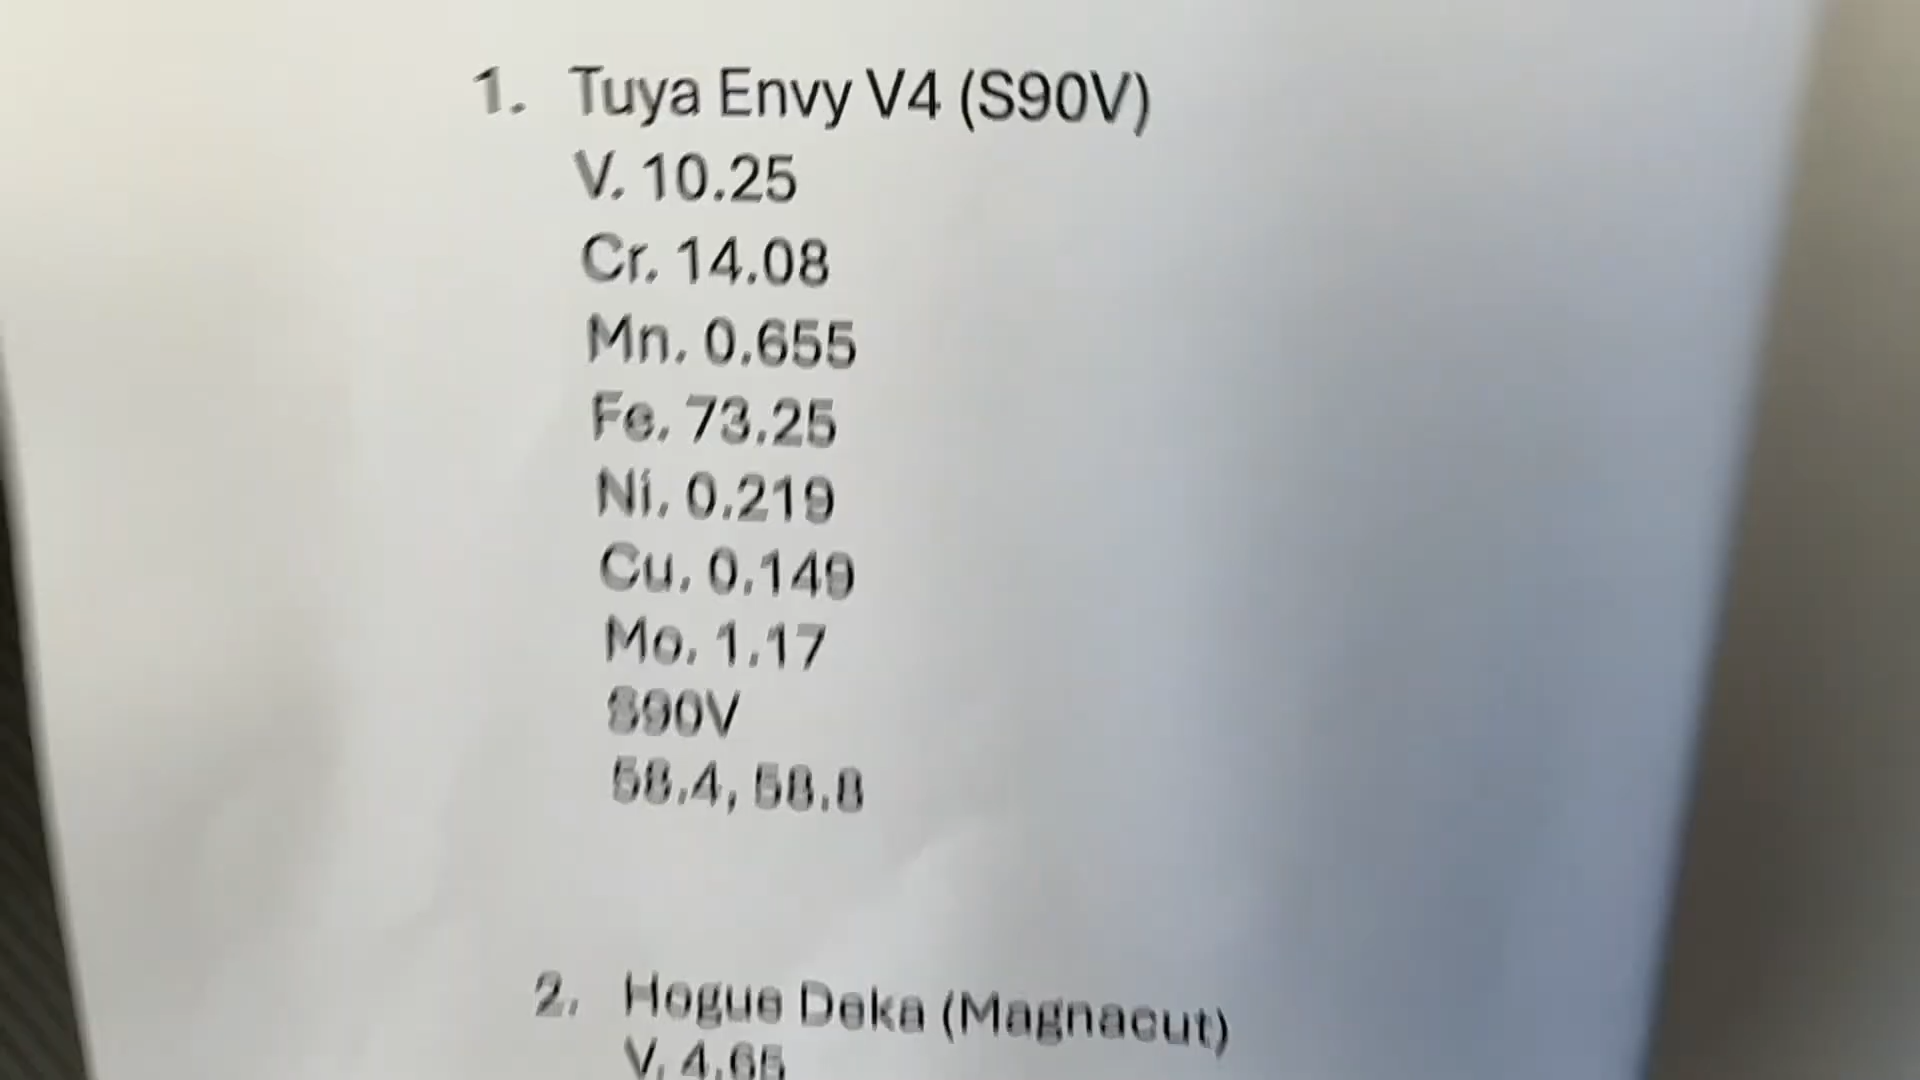 1. Tuya Envy V4 (S90V)
V. 10.25
Cr. 14.08
Mn. 0.655
Fe. 73.25
Ni. 0.219
Cu. 0.149
Mo. 1.17
S90V
58.4, 58.8
2. Hogue Deka (Magnacut)
V. 4.65